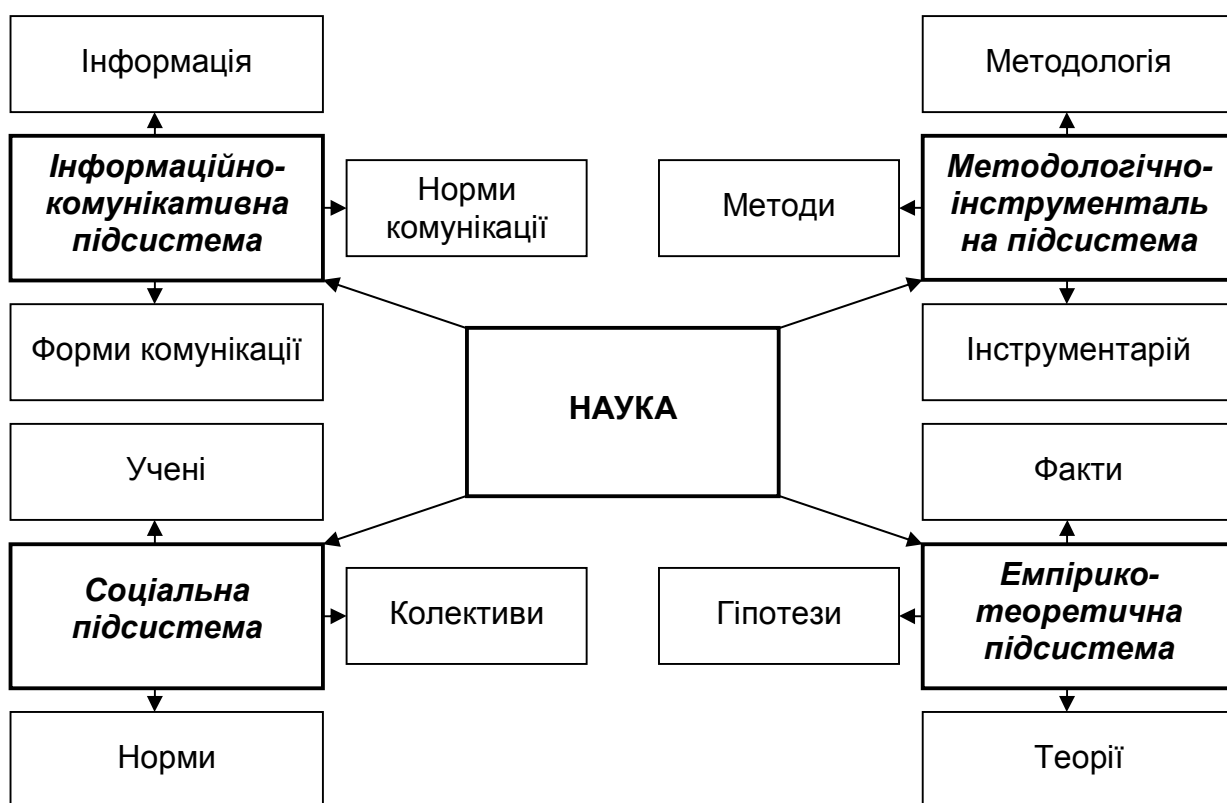 Інформація
Методологія
Інформаційно-
комунікативна
підсистема
Норми
комунікації
Методи
Методологічно-
інструменталь
на підсистема
Форми комунікації
Інструментарій
НАУКА
Учені
Факти
Соціальна
підсистема
Колективи
Гіпотези
Емпірико-
теоретична
підсистема
Норми
Теорії